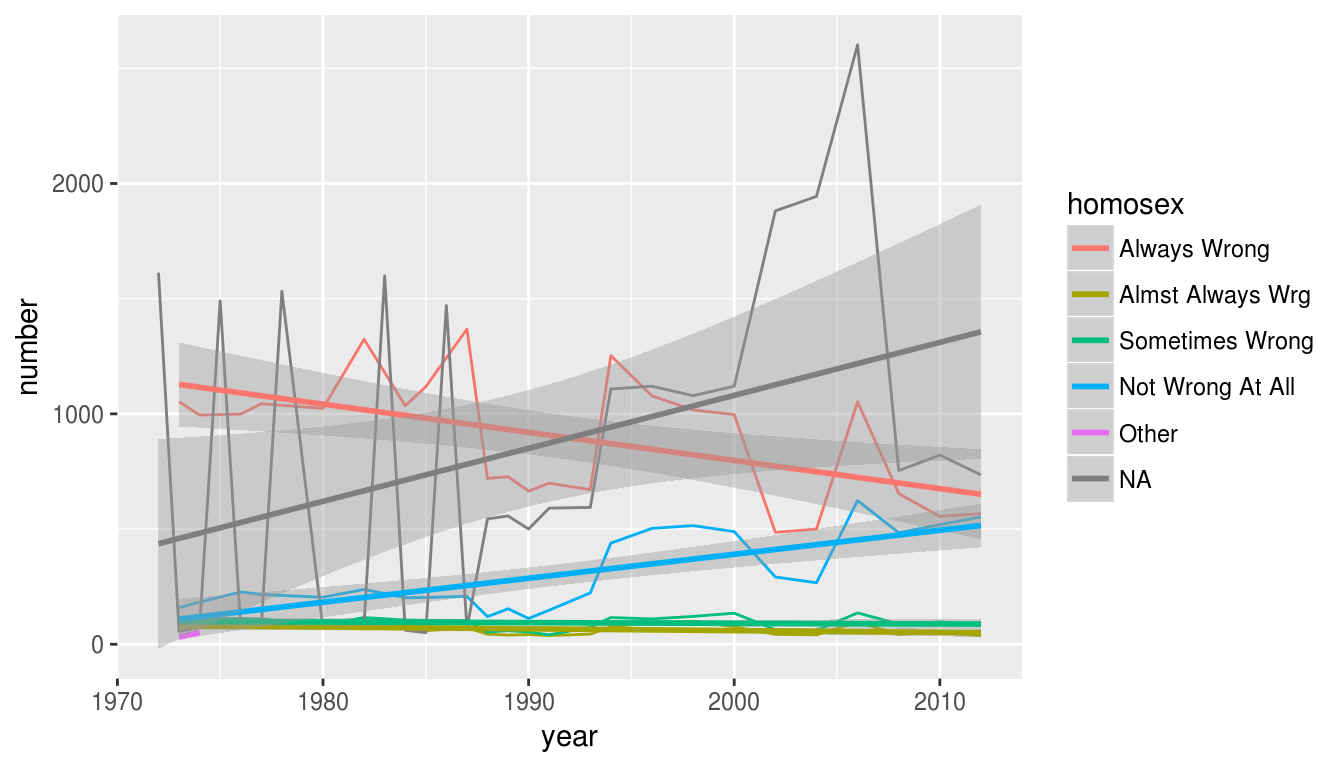 number
2000
1000
0
1970 1980 1990 2000 2010
year
homosex
Always Wrong
Almst Always Wrg
Sometimes Wrong
Not Wrong At All
Other
NA